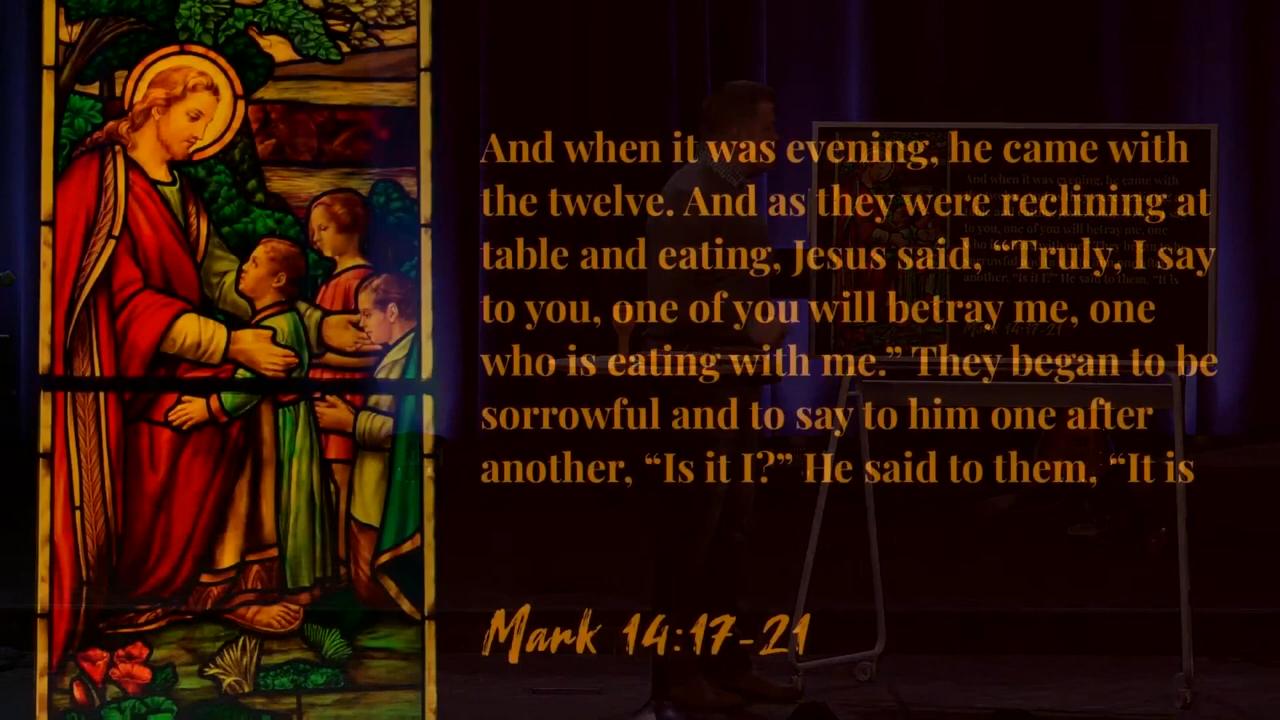 And when it was evening, he came with
the twelve. And as they were reclining at
table and eating, Jesus said, “Truly, I say
to you, one of you will betray me, one
who is eating with me.” They began to be
sorrowful and to say to him one after
another, “Is it I?” He said to them, “It is
Mark 14:17-21